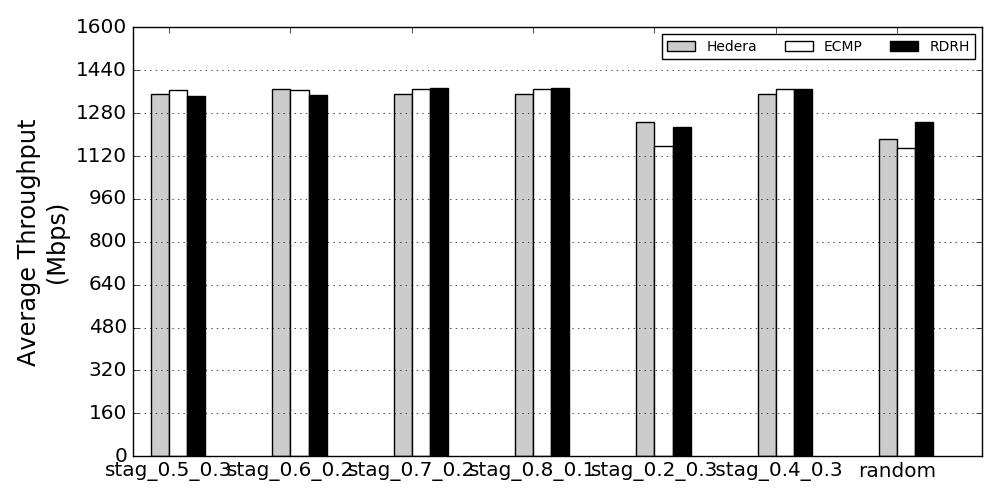 1600
1440
1280
1120
960
800
640
480
320
160
0
Average Throughput
(Mbps)
Hedera ECMP RDRH
stag_0.5_0.3 stag_0.6_0.2 stag_0.7_0.2 stag_0.8_0.1 stag_0.2_0.3 stag_0.4_0.3 random